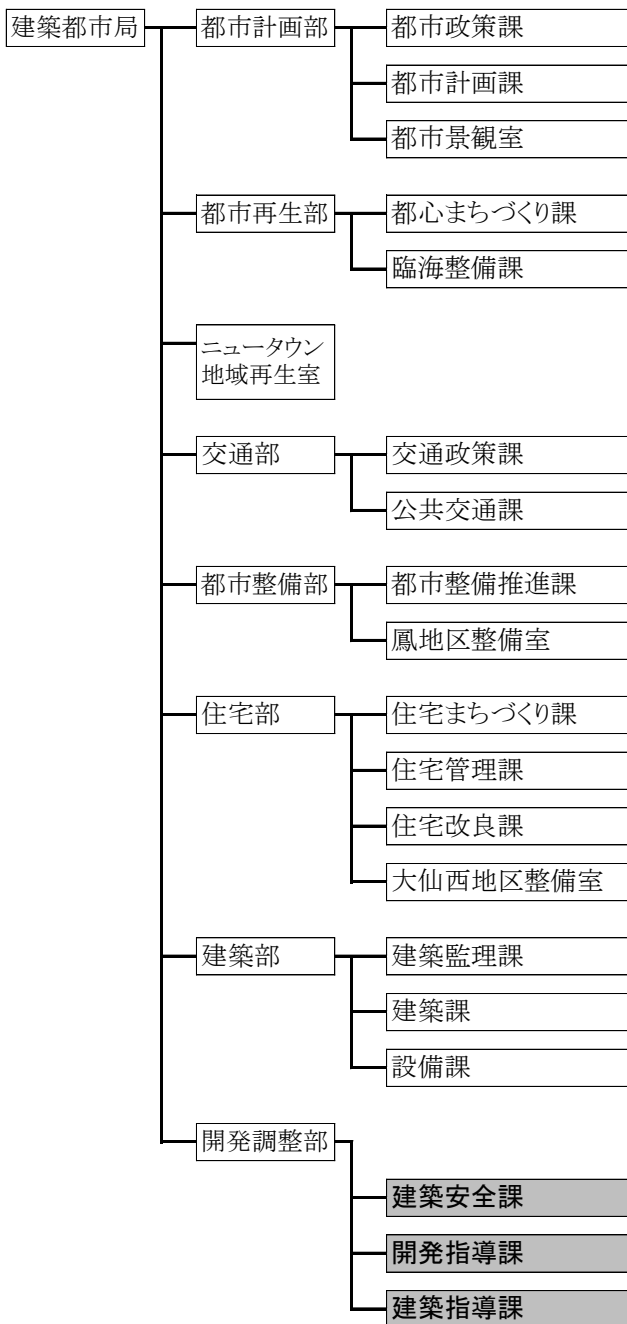 建築都市局
都市計画部
都市政策課
都市計画課
都市景観室
都市再生部
都心まちづくり課
臨海整備課
ニュータウン
地域再生室
交通部
交通政策課
公共交通課
都市整備部
都市整備推進課
鳳地区整備室
住宅部
住宅まちづくり課
住宅管理課
住宅改良課
大仙西地区整備室
建築部
建築監理課
建築課
設備課
開発調整部
建築安全課
開発指導課
建築指導課